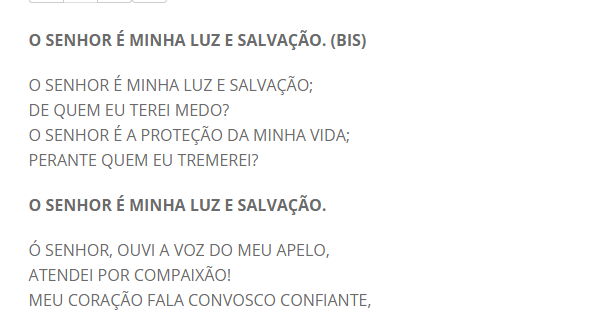 O SENHOR É MINHA LUZ E SALVAÇÃO. (BIS)
O SENHOR É MINHA LUZ E SALVAÇÃO;
DE QUEM EU TEREI MEDO?
O SENHOR É A PROTEÇÃO DA MINHA VIDA;
PERANTE QUEM EU TREMEREI?
O SENHOR É MINHA LUZ E SALVAÇÃO.
Ó SENHOR, OUVI A VOZ DO MEU APELO,
ATENDEI POR COMPAIXÃO!
MEU CORAÇÃO FALA CONVOSCO CONFIANTE,